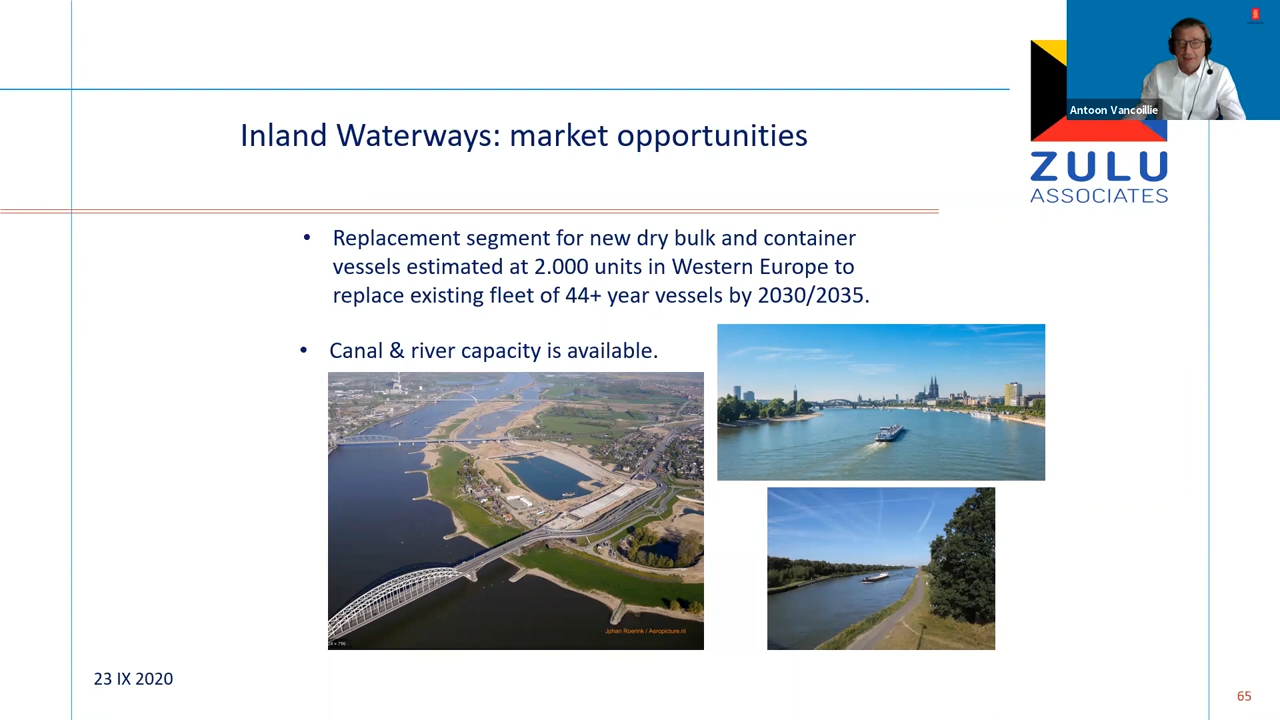 Antoon Vancoillie
Inland Waterways: market opportunities
ZULU
ASSOCIATES
• Replacement segment for new dry bulk and container
vessels estimated at 2.000 units in Western Europe to
replace existing fleet of 44+ year vessels by 2030/2035.
• Canal & river capacity is available.
Johan Roerink / Aeropicture.nl
23 IX 2020
65